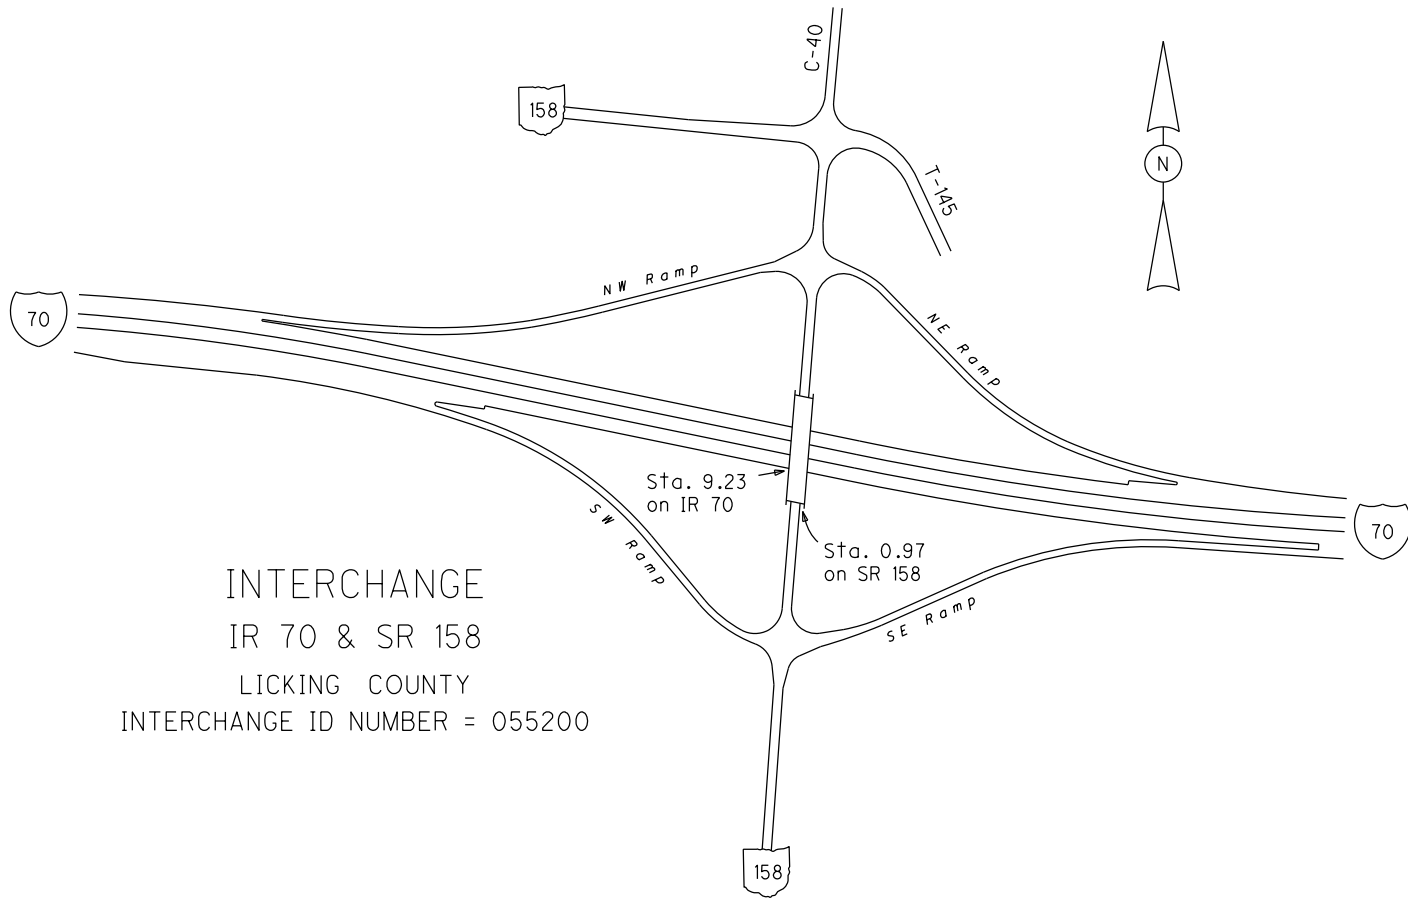 C-40
158
N
T-145
NW Ramp
70
NE Ramp
Sta. 9.23
on IR 70
SW Ramp
70
Sta. 0.97
on SR 158
SE Ramp
INTERCHANGE
IR 70 & SR 158
LICKING COUNTY
INTERCHANGE ID NUMBER = 055200
158